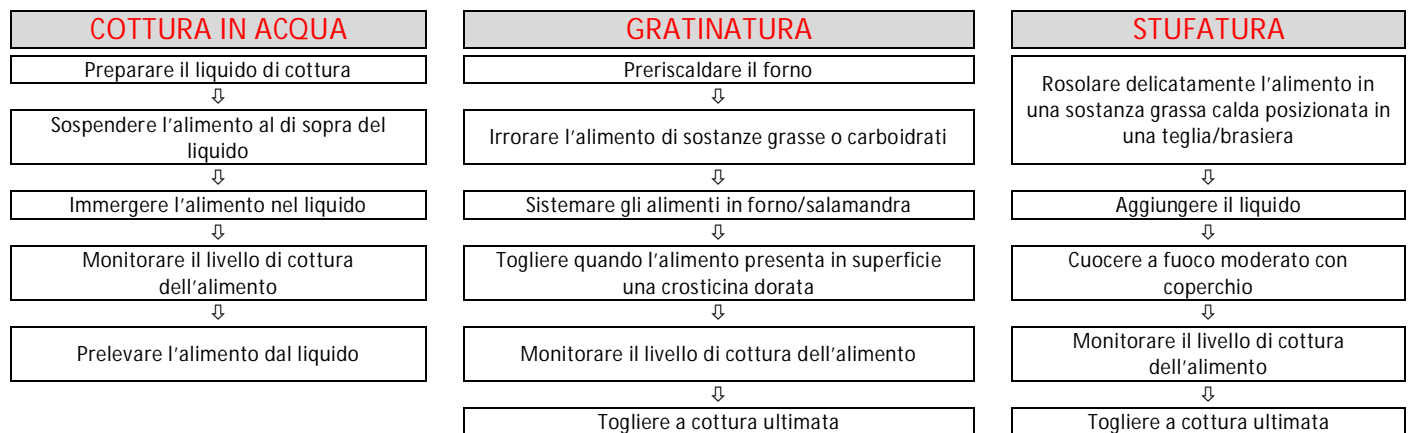 COTTURA IN ACQUA
Preparare il liquido di cottura
⇩
Sospendere l'alimento al di sopra del
liquido
⇩
Immergere l'alimento nel liquido
⇩
Monitorare il livello di cottura
dell'alimento
⇩
Prelevare l'alimento dal liquido
GRATINATURA
Preriscaldare il forno
⇩
Irrorare l'alimento di sostanze grasse o carboidrati
⇩
Sistemare gli alimenti in forno/salamandra
⇩
Togliere quando l'alimento presenta in superficie
una crosticina dorata
⇩
Monitorare il livello di cottura dell'alimento
⇩
Togliere a cottura ultimata
STUFATURA
Rosolare delicatamente l'alimento in
una sostanza grassa calda posizionata in
una teglia/brasiera
⇩
Aggiungere il liquido
⇩
Cuocere a fuoco moderato con
coperchio
⇩
Monitorare il livello di cottura
dell'alimento
⇩
Togliere a cottura ultimata